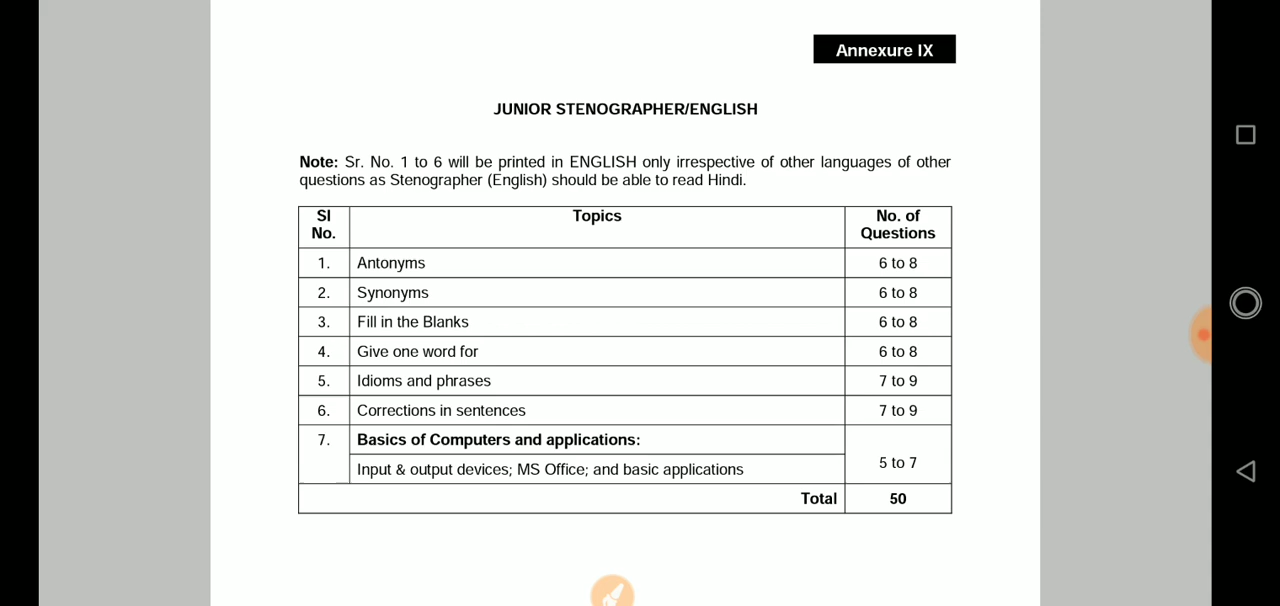 Annexure IX
JUNIOR STENOGRAPHER/ENGLISH
Note: Sr. No. 1 to 6 will be printed in ENGLISH only irrespective of other languages of other
questions as Stenographer (English) should be able to read Hindi.
Sl No. Topics No. of Questions
1. Antonyms 6 to 8
2. Synonyms 6 to 8
3. Fill in the Blanks 6 to 8
4. Give one word for 6 to 8
5. Idioms and phrases 7 to 9
6. Corrections in sentences 7 to 9
7. Basics of Computers and applications:
Input & output devices; MS Office; and basic applications 5 to 7
Total 50